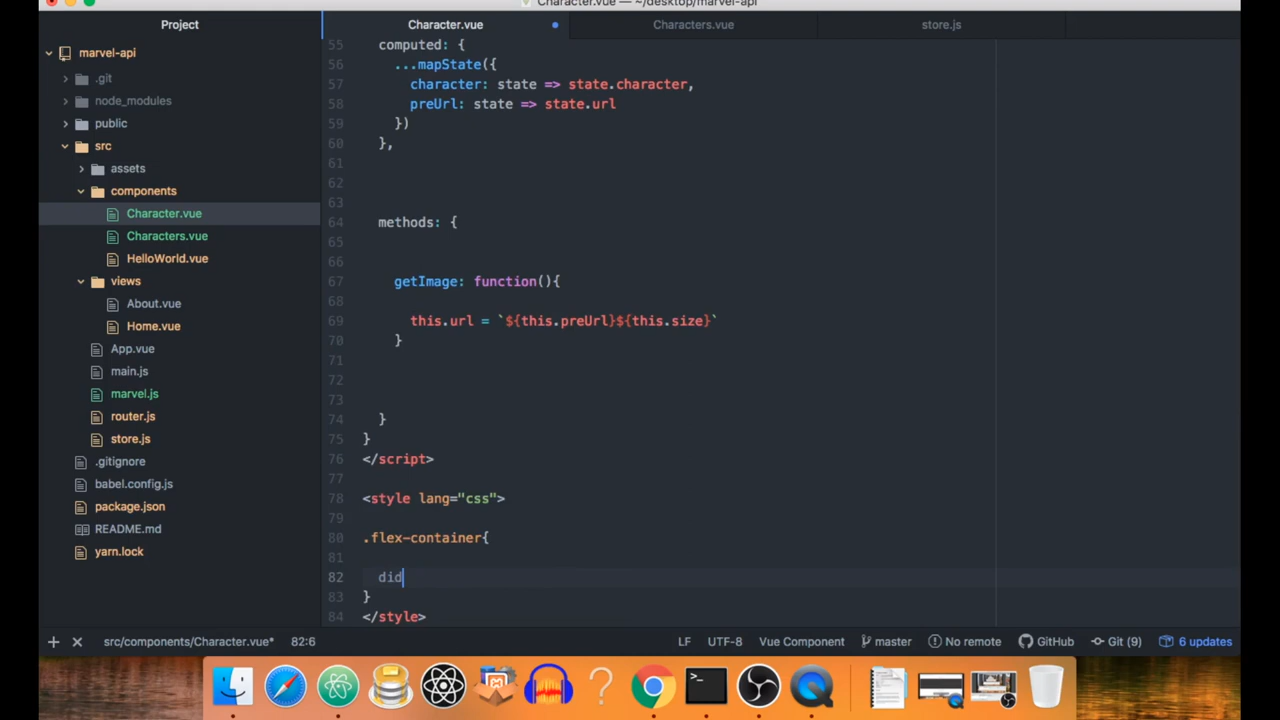 Character.vue — ~/desktop/marvel-api
Project
Character.vue
Characters.vue
store.js
marvel-api
.git
node_modules
public
src
assets
components
Character.vue
Characters.vue
HelloWorld.vue
views
About.vue
Home.vue
App.vue
main.js
marvel.js
router.js
store.js
.gitignore
babel.config.js
package.json
README.md
yarn.lock
55 computed: {
56 ...mapState({
57 character: state => state.character,
58 preUrl: state => state.url
59 })
60 },
61
62
63
64 methods: {
65
66
67 getImage: function(){
68
69 this.url = `${this.preUrl}${this.size}`
70 }
71
72
73
74 }
75 }
76 </script>
77
78 <style lang="css">
79
80 .flex-container{
81
82 did
83 }
84 </style>
src/components/Character.vue* 82:6 LF UTF-8 Vue Component master No remote GitHub Git (9) 6 updates